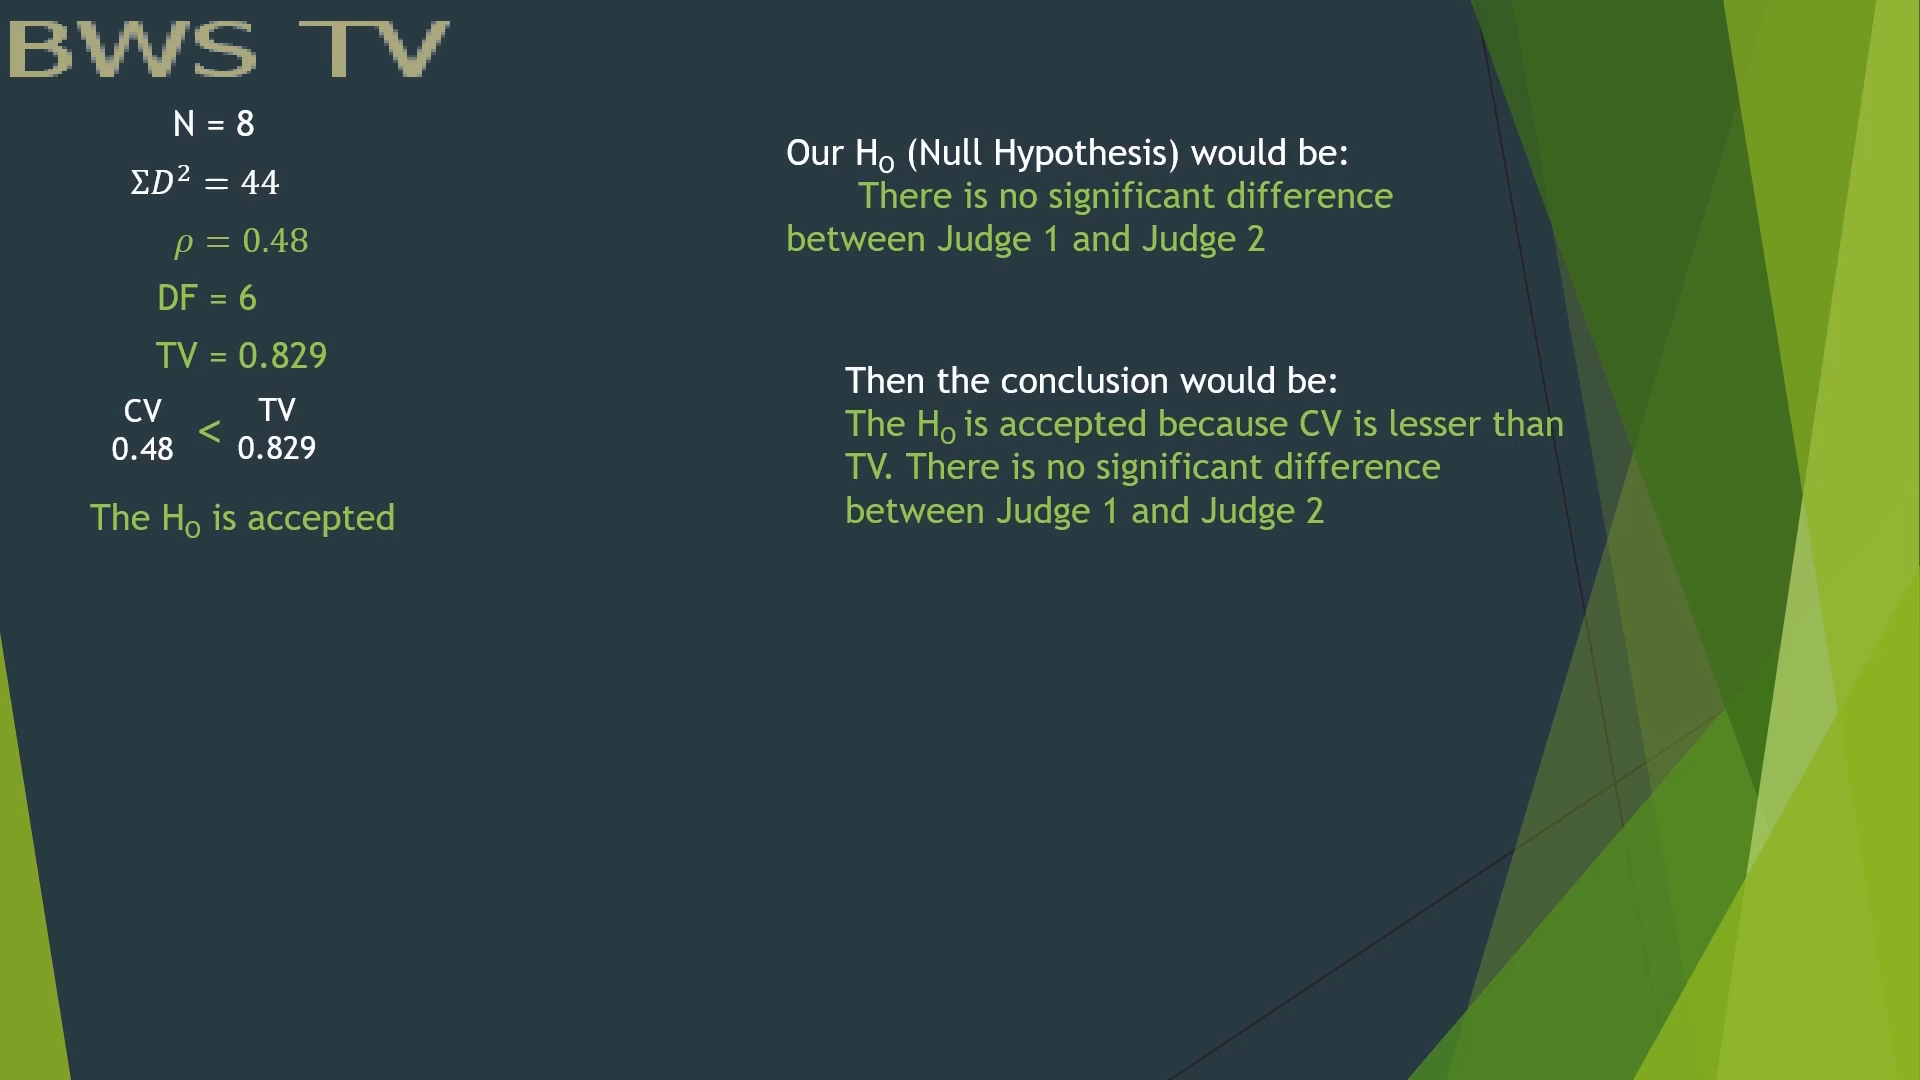 BWS TV
N = 8
ΣD² = 44
ρ = 0.48
DF = 6
TV = 0.829
CV < TV
0.48 0.829
The H₀ is accepted
Our H₀ (Null Hypothesis) would be:
There is no significant difference
between Judge 1 and Judge 2
Then the conclusion would be:
The H₀ is accepted because CV is lesser than
TV. There is no significant difference
between Judge 1 and Judge 2